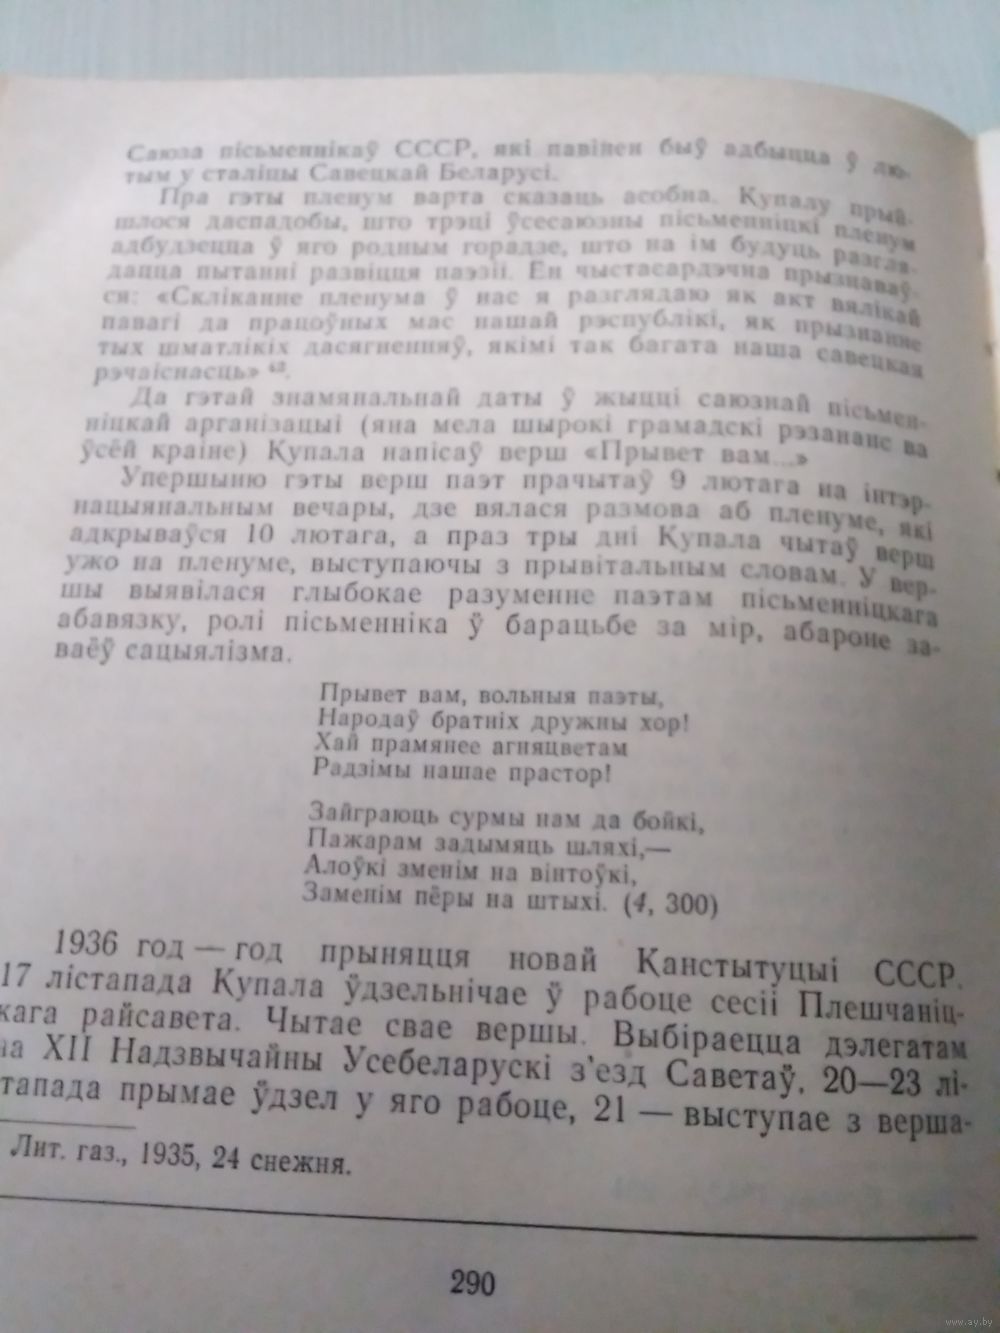 Саюза пісьменнікаў СССР, які павінен быў адбыцца ў лю-
тым у сталіцы Савецкай Беларусі.
Пра гэты пленум варта сказаць асобна. Купалу прый-
шлося даспадобы, што трэці ўсесаюзны пісьменніцкі пленум
адбудзецца ў яго родным горадзе, што на ім будуць разгля-
дацца пытанні развіцця паэзіі. Ён чыстасардэчна прызнаваў-
ся: «Скліканне пленума ў нас я разглядаю як акт вялікай
павагі да працоўных мас нашай рэспублікі, як прызнанне
тых шматлікіх дасягненняў, якімі так багата наша савецкая
рэчаіснасць»
Да гэтай знамянальнай даты ў жыцці саюзнай пісьмен-
ніцкай арганізацыі (яна мела шырокі грамадскі рэзананс ва
ўсёй краіне) Купала напісаў верш «Прывет вам...»
Упершыню гэты верш паэт прачытаў 9 лютага на інтэр-
нацыянальным вечары, дзе вялася размова аб пленуме, які
адкрываўся 10 лютага, а праз тры дні Купала чытаў верш
ужо на пленуме, выступаючы з прывітальным словам. У вер-
шы выявілася глыбокае разуменне паэтам пісьменніцкага
абавязку, ролі пісьменніка ў барацьбе за мір, абароне за-
ваёў сацыялізма.
Прывет вам, вольныя паэты,
Народаў братніх дружны хор!
Хай прамянее агняцветам
Радзімы нашае прастор!
Зайграюць сурмы нам да бойкі,
Пажарам задымяць шляхі,—
Алоўкі зменім на вінтоўкі,
Заменім пёры на штыхі. (4, 300)
1936 год — год прыняцця новай Канстытуцыі СССР.
17 лістапада Купала ўдзельнічае ў рабоце сесіі Плешчаніц-
кага райсавета. Чытае свае вершы. Выбіраецца дэлегатам
на XII Надзвычайны Усебеларускі з'езд Саветаў. 20—23 лі-
тапада прымае ўдзел у яго рабоце, 21 — выступае з верша-
Лит. газ., 1935, 24 снежня.
290
www.ay.by